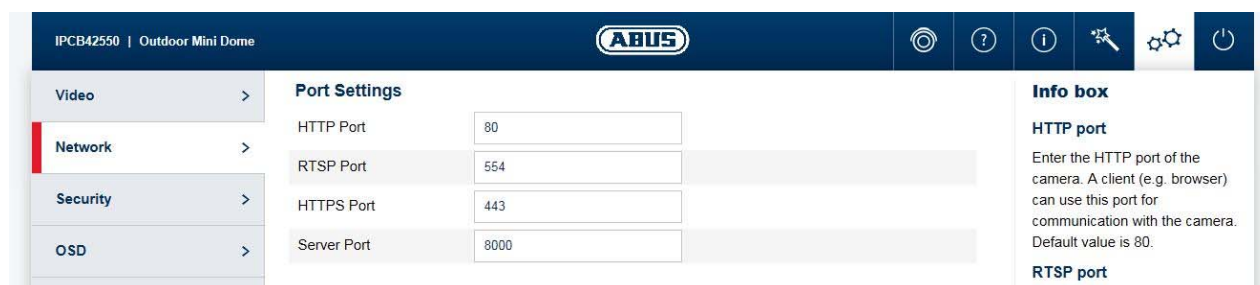 IPCB42550 | Outdoor Mini Dome
ABUS
Video
Network
Security
OSD
Port Settings
HTTP Port 80
RTSP Port 554
HTTPS Port 443
Server Port 8000
Info box
HTTP port
Enter the HTTP port of the
camera. A client (e.g. browser)
can use this port for
communication with the camera.
Default value is 80.
RTSP port